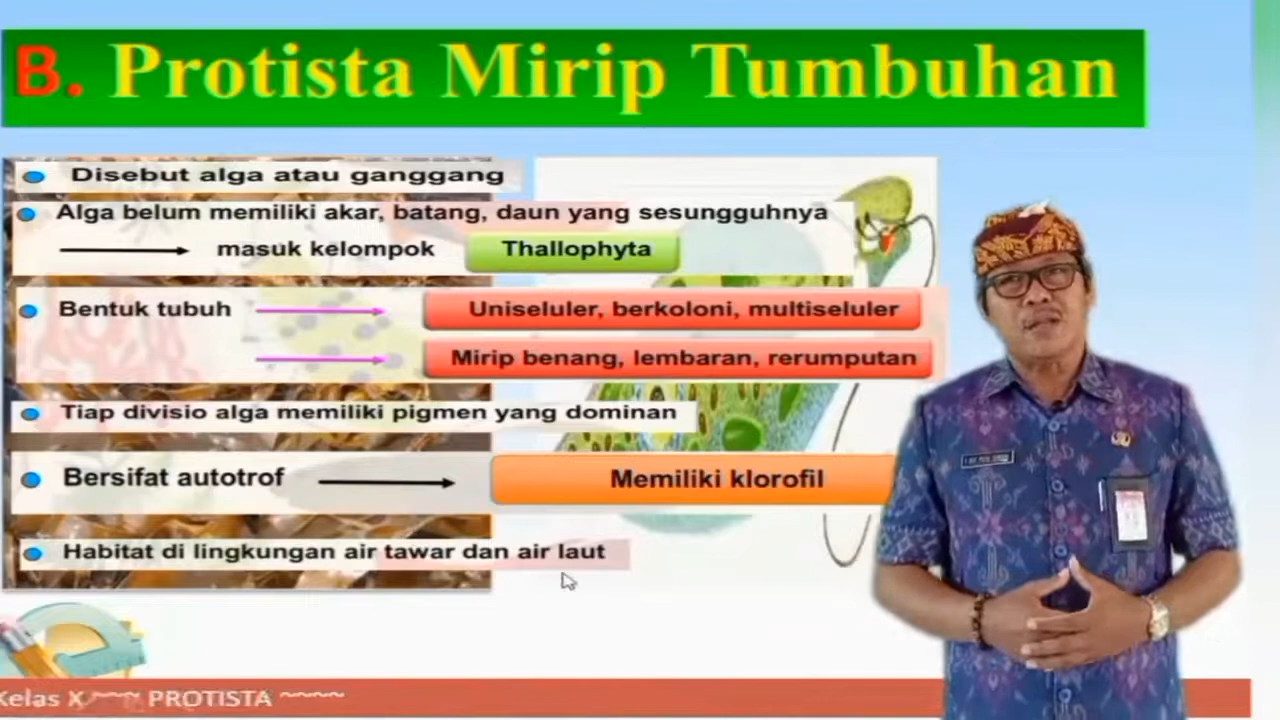 B. Protista Mirip Tumbuhan
Disebut alga atau ganggang
Alga belum memiliki akar, batang, daun yang sesungguhnya
masuk kelompok Thallophyta
Bentuk tubuh Uniseluler, berkoloni, multiseluler
Mirip benang, lembaran, rerumputan
Tiap divisio alga memiliki pigmen yang dominan
Bersifat autotrof Memiliki klorofil
Habitat di lingkungan air tawar dan air laut
Kelas X ~~~ PROTISTA ~~~~